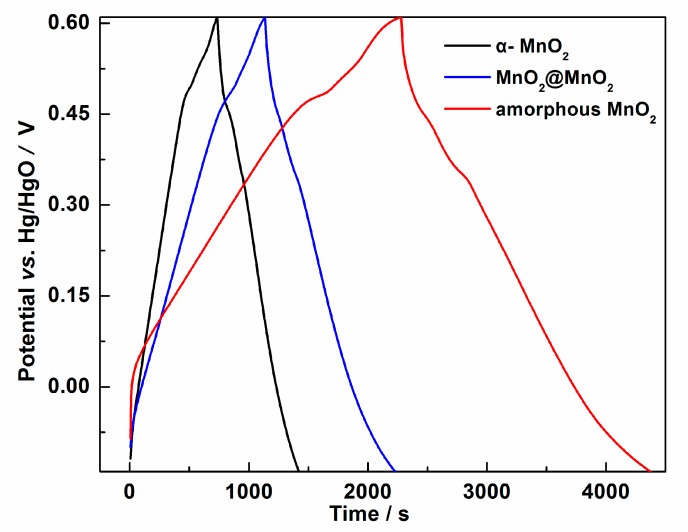 0.60
0.45
0.30
0.15
0.00
Potential vs. Hg/HgO / V
α- MnO₂
MnO₂@MnO₂
amorphous MnO₂
0 1000 2000 3000 4000
Time / s